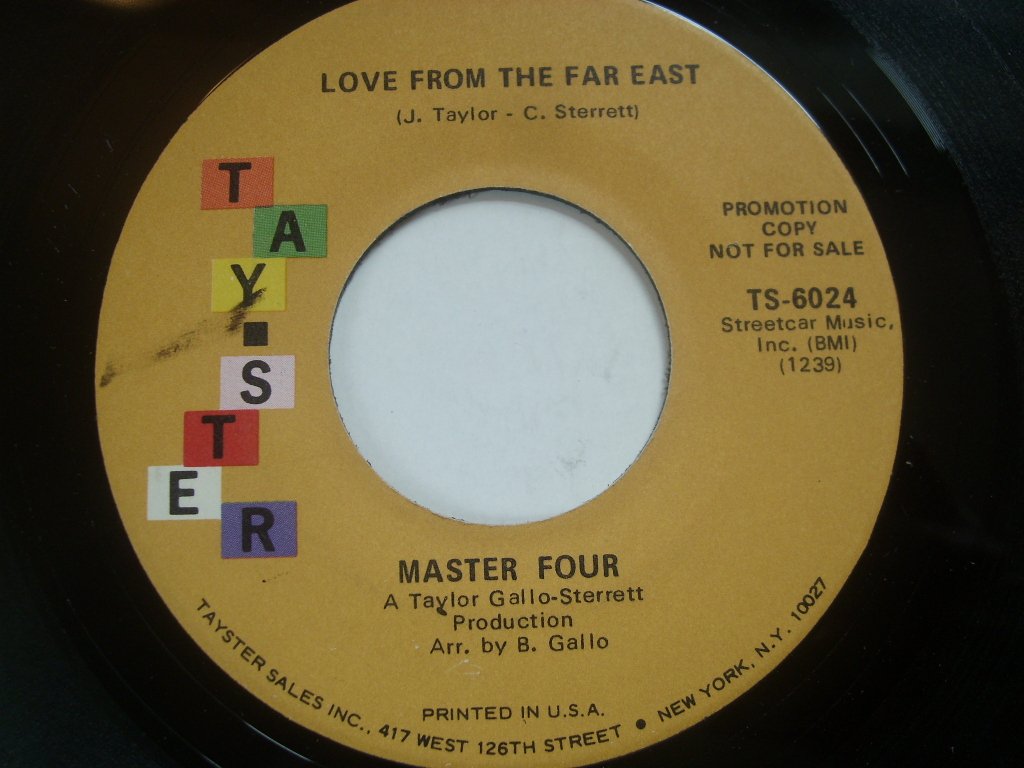 LOVE FROM THE FAR EAST
(J. Taylor - C. Sterrett)
TAY·STER
PROMOTION
COPY
NOT FOR SALE
TS-6024
Streetcar Music,
Inc. (BMI)
(1239)
MASTER FOUR
A Taylor Gallo-Sterrett
Production
Arr. by B. Gallo
PRINTED IN U.S.A.
TAYSTER SALES INC., 417 WEST 126TH STREET • NEW YORK, N.Y. 10027